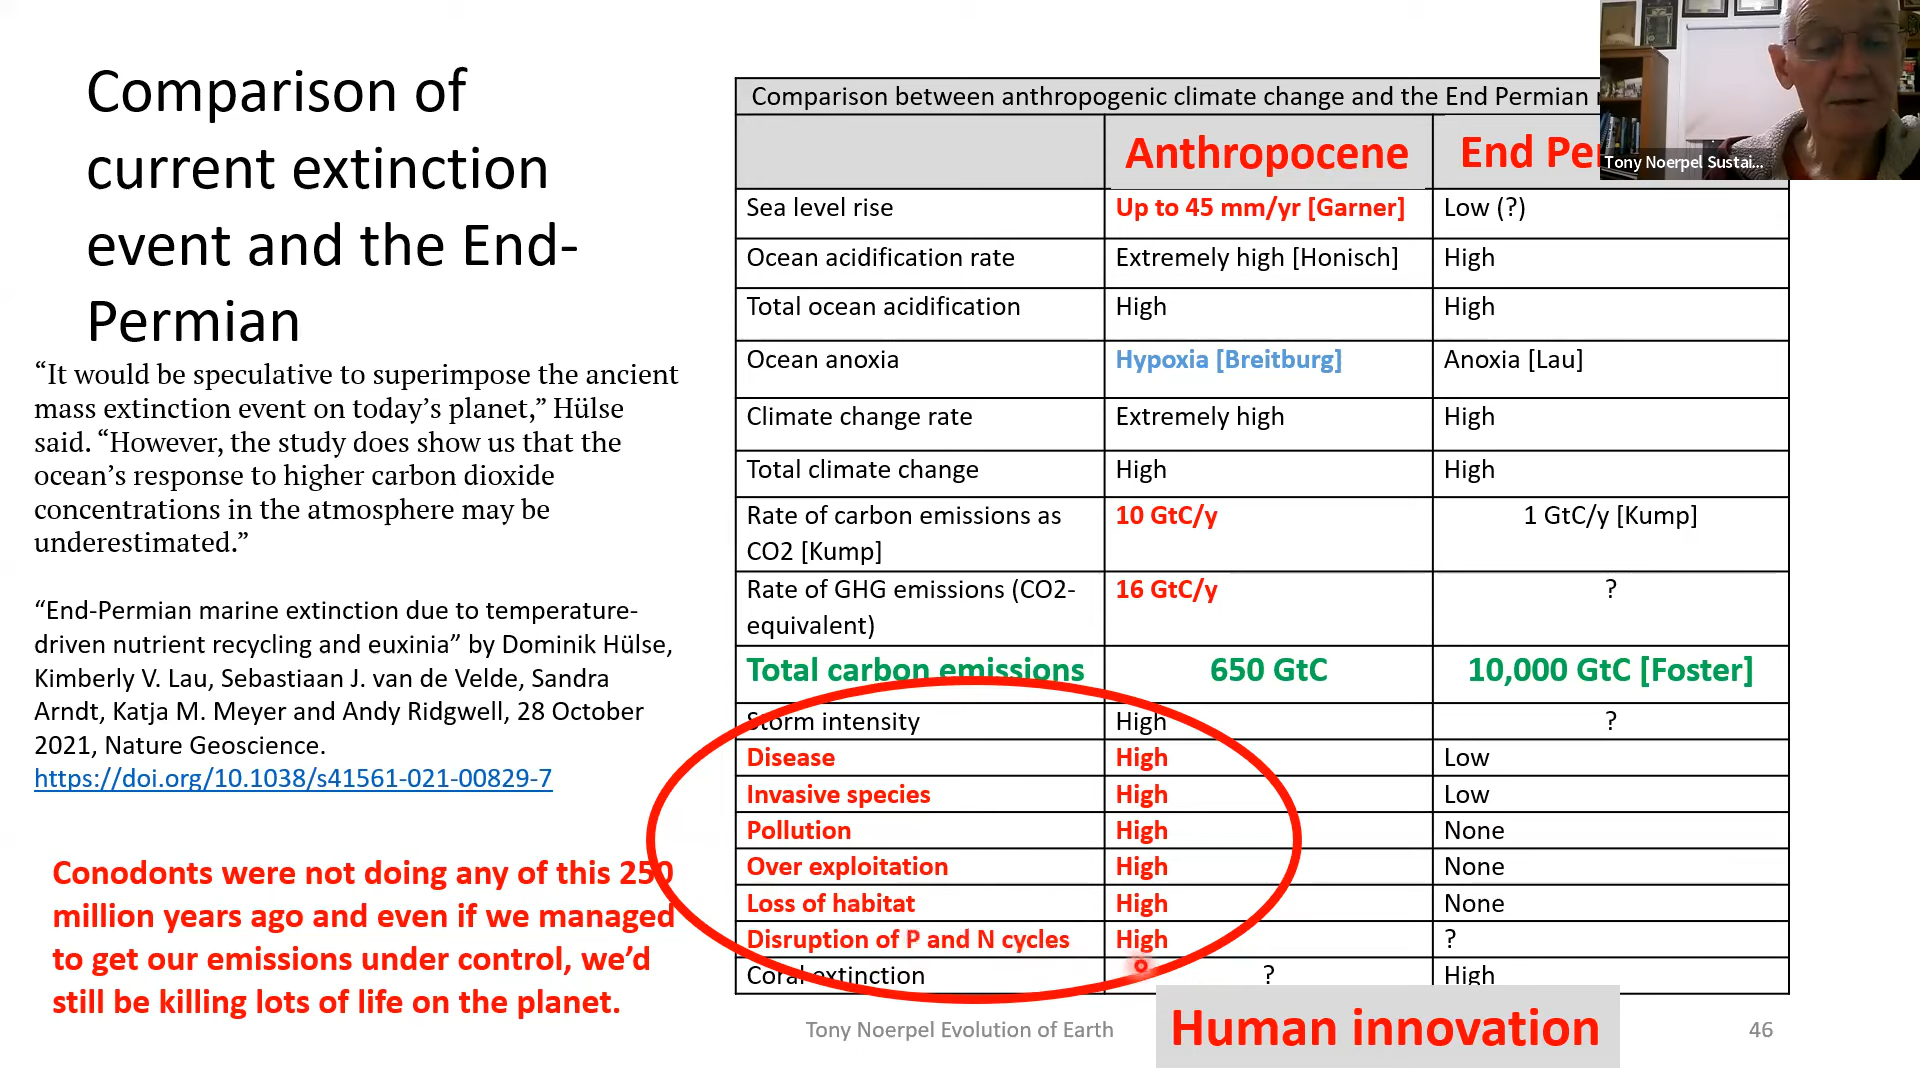 Comparison of
current extinction
event and the End-
Permian
“It would be speculative to superimpose the ancient
mass extinction event on today’s planet,” Hülse
said. “However, the study does show us that the
ocean’s response to higher carbon dioxide
concentrations in the atmosphere may be
underestimated.”
“End-Permian marine extinction due to temperature-
driven nutrient recycling and euxinia” by Dominik Hülse,
Kimberly V. Lau, Sebastiaan J. van de Velde, Sandra
Arndt, Katja M. Meyer and Andy Ridgwell, 28 October
2021, Nature Geoscience.
https://doi.org/10.1038/s41561-021-00829-7
Conodonts were not doing any of this 250
million years ago and even if we managed
to get our emissions under control, we’d
still be killing lots of life on the planet.
Comparison between anthropogenic climate change and the End Permian
Anthropocene End Pe
Sea level rise Up to 45 mm/yr [Garner] Low (?)
Ocean acidification rate Extremely high [Honisch] High
Total ocean acidification High High
Ocean anoxia Hypoxia [Breitburg] Anoxia [Lau]
Climate change rate Extremely high High
Total climate change High High
Rate of carbon emissions as 10 GtC/y 1 GtC/y [Kump]
CO2 [Kump]
Rate of GHG emissions (CO2- 16 GtC/y ?
equivalent)
Total carbon emissions 650 GtC 10,000 GtC [Foster]
Storm intensity High ?
Disease High Low
Invasive species High Low
Pollution High None
Over exploitation High None
Loss of habitat High None
Disruption of P and N cycles High ?
Coral extinction ? High
Tony Noerpel Evolution of Earth
Human innovation
46
Tony Noerpel Sustai...